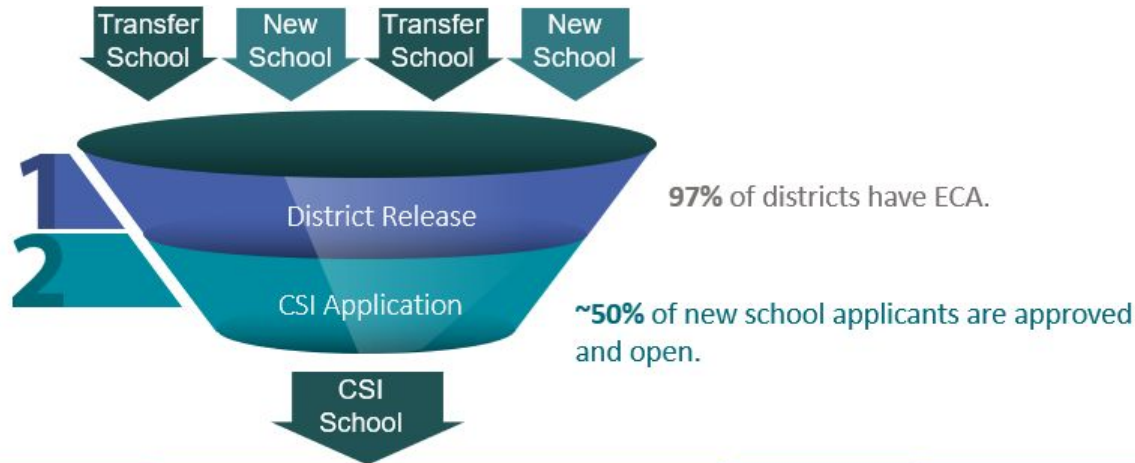 Transfer
School
New
School
Transfer
School
New
School
1
District Release
97% of districts have ECA.
2
CSI Application
~50% of new school applicants are approved
and open.
CSI
School